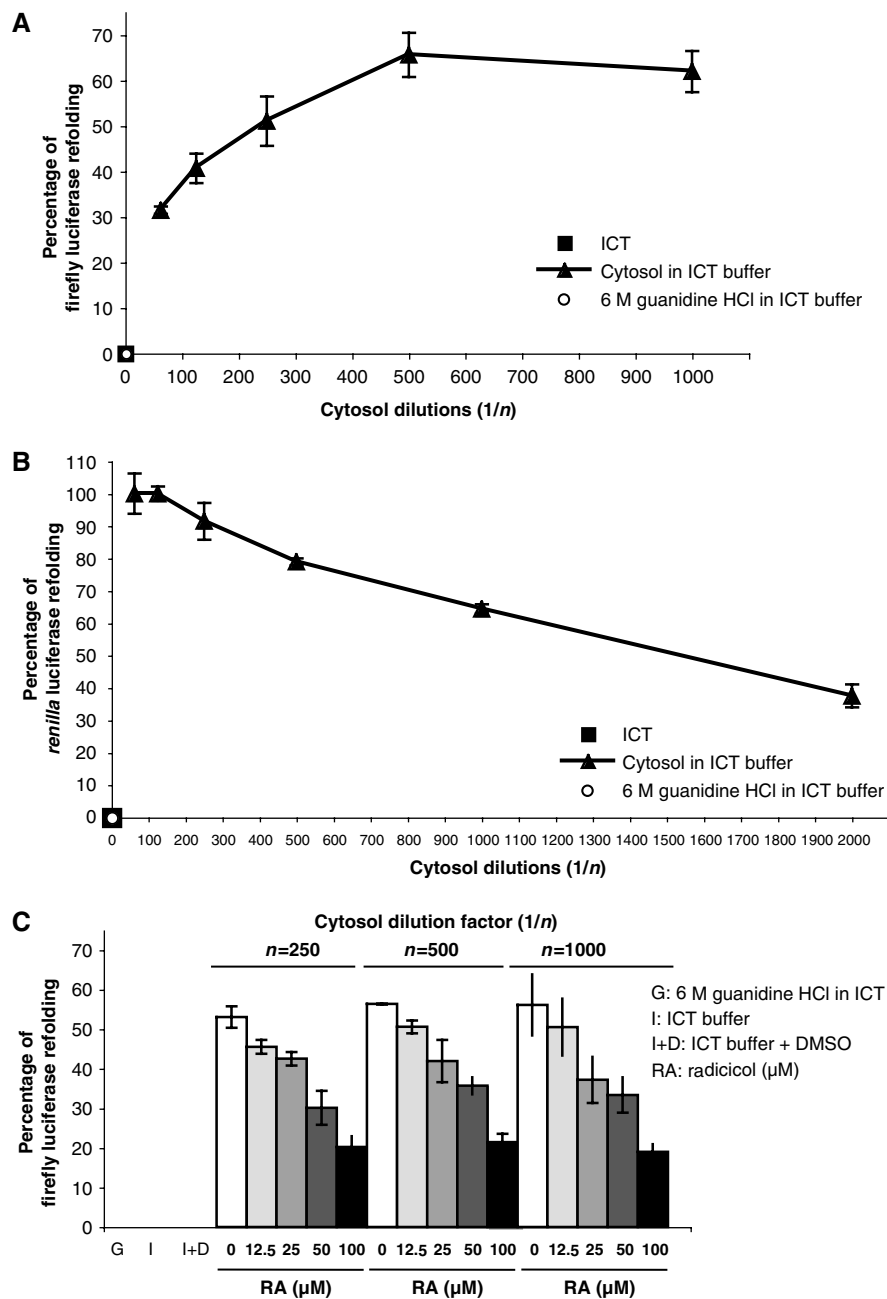 A
Percentage of
firefly luciferase refolding
70
60
50
40
30
20
10
0
0 100 200 300 400 500 600 700 800 900 1000
Cytosol dilutions (1/n)
ICT
Cytosol in ICT buffer
6 M guanidine HCl in ICT buffer
B
Percentage of
renilla luciferase refolding
110
100
90
80
70
60
50
40
30
20
10
0
0 100 200 300 400 500 600 700 800 900 1000 1100 1200 1300 1400 1500 1600 1700 1800 1900 2000
Cytosol dilutions (1/n)
ICT
Cytosol in ICT buffer
6 M guanidine HCl in ICT buffer
C
Cytosol dilution factor (1/n)
n=250 n=500 n=1000
Percentage of
firefly luciferase refolding
70
60
50
40
30
20
10
0
G I I+D 0 12.5 25 50 100 0 12.5 25 50 100 0 12.5 25 50 100
RA (µM) RA (µM) RA (µM)
G: 6 M guanidine HCl in ICT
I: ICT buffer
I+D: ICT buffer + DMSO
RA: radicicol (µM)